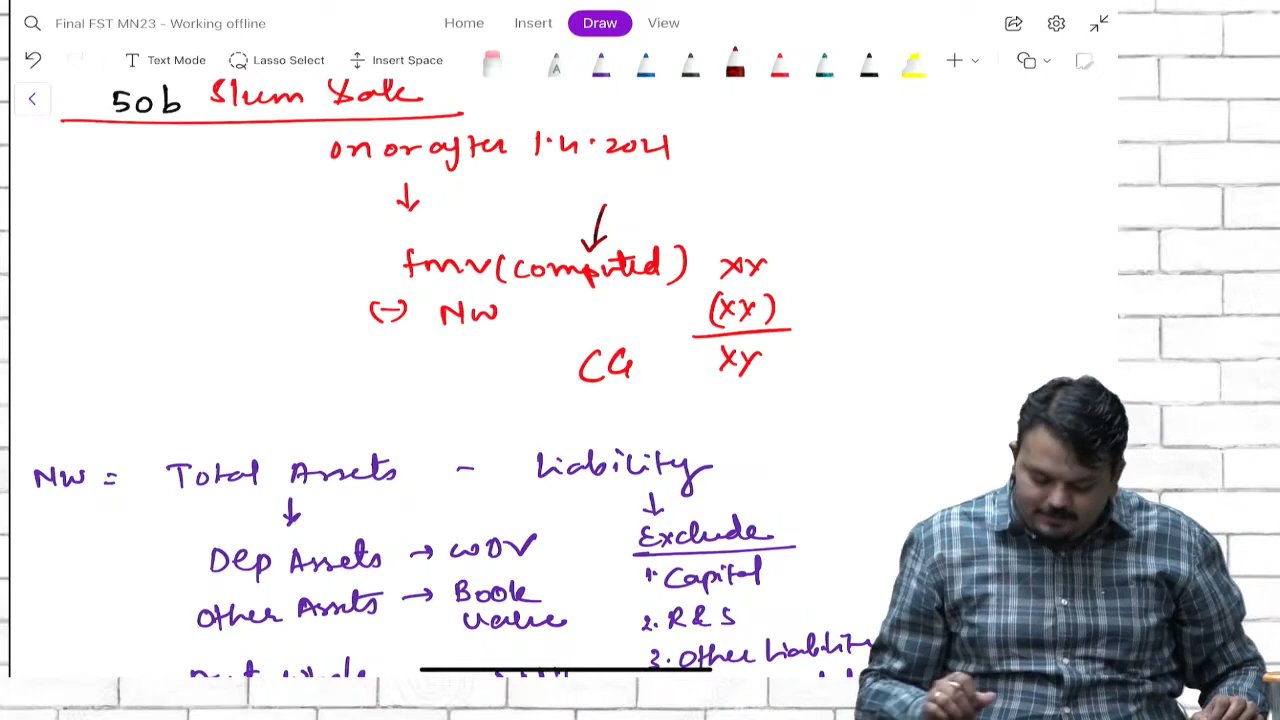 Final FST MN23 - Working offline
Home Insert Draw View
Text Mode Lasso Select Insert Space
50b Slum Sale
on or after 1.4.2021
fmv (computed) xx
(-) NW (xx)
CG xx
NW = Total Assets - Liability
Exclude
Dep Assets → WDV
1. Capital
Other Assets → Book Value
2. R & S
3. Other Liability